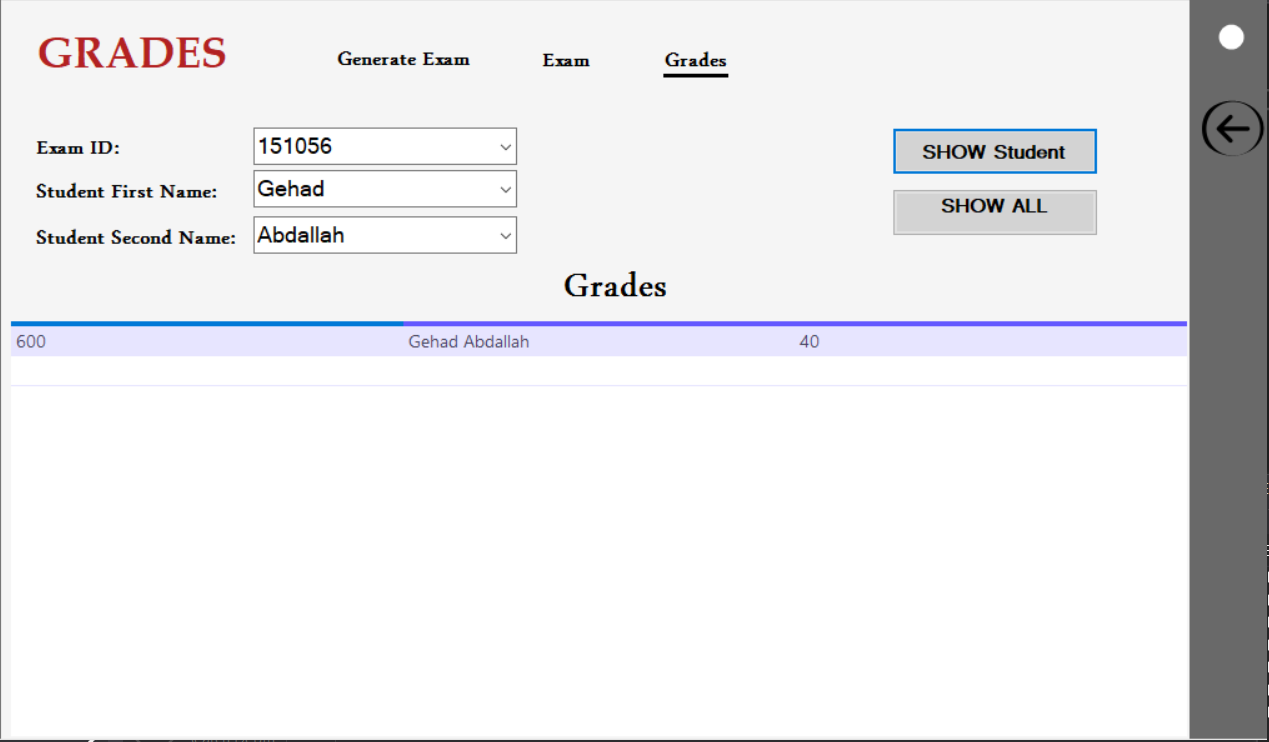 GRADES
Generate Exam Exam Grades
Exam ID: 151056
SHOW Student
Student First Name: Gehad
SHOW ALL
Student Second Name: Abdallah
Grades
600 Gehad Abdallah 40